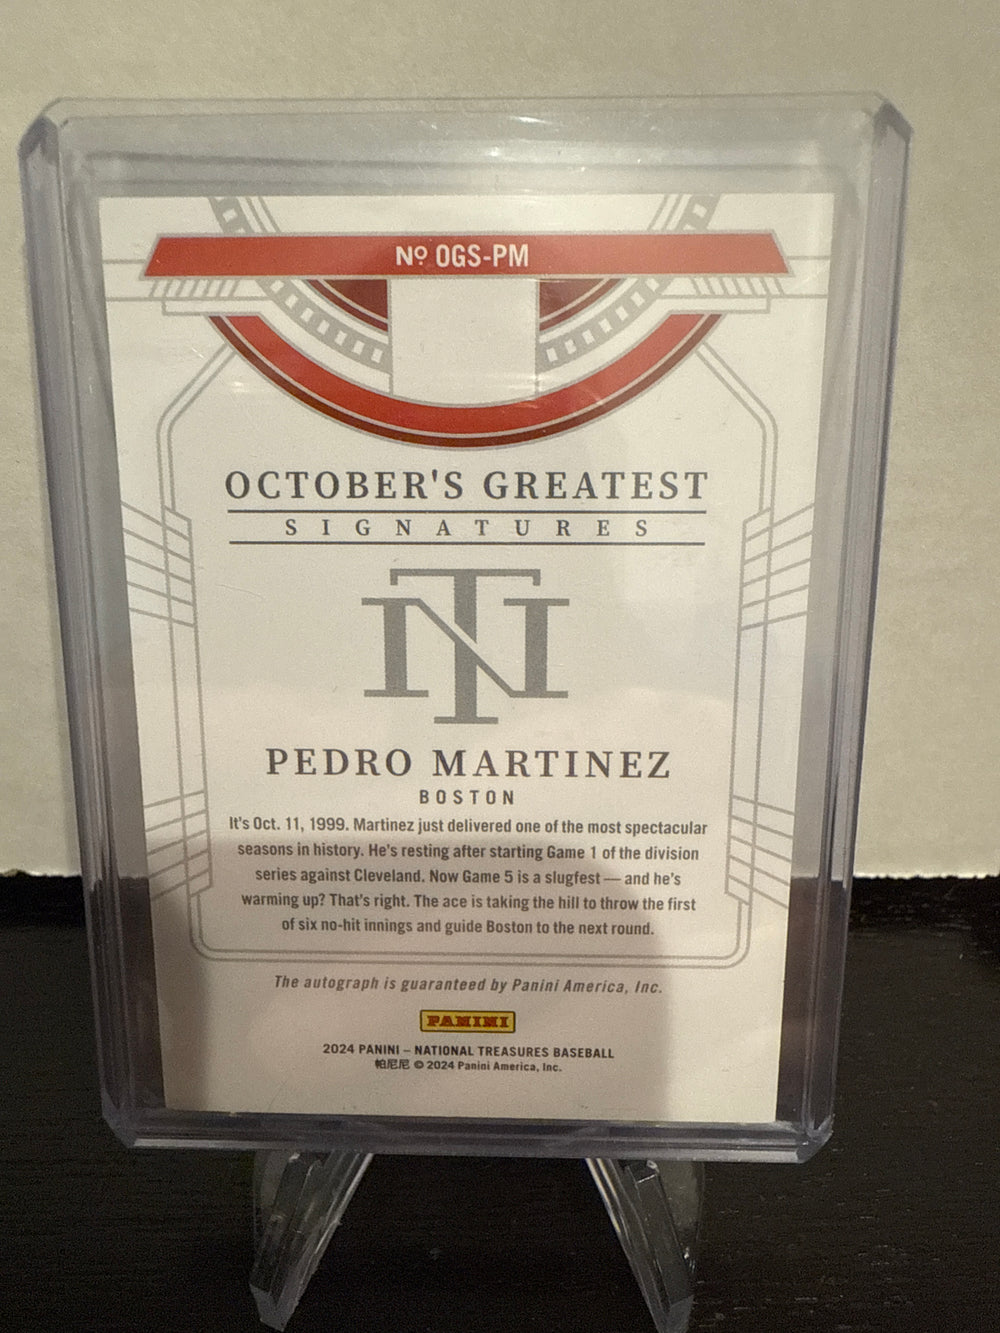 Nº OGS-PM
OCTOBER'S GREATEST
SIGNATURES
NT
PEDRO MARTINEZ
BOSTON
It's Oct. 11, 1999. Martinez just delivered one of the most spectacular
seasons in history. He's resting after starting Game 1 of the division
series against Cleveland. Now Game 5 is a slugfest — and he's
warming up? That's right. The ace is taking the hill to throw the first
of six no-hit innings and guide Boston to the next round.
The autograph is guaranteed by Panini America, Inc.
PANINI
2024 PANINI – NATIONAL TREASURES BASEBALL
帕尼尼 © 2024 Panini America, Inc.